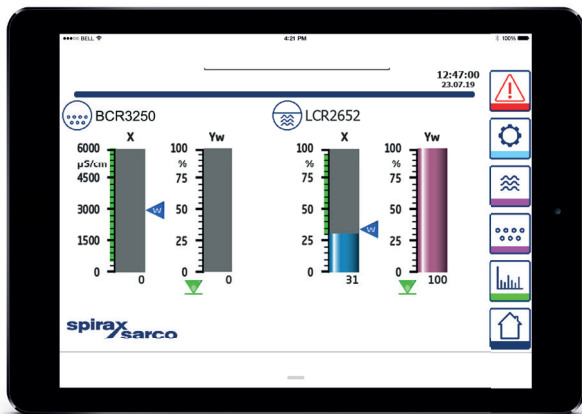 BELL
4:21 PM
100%
12:47:00
23.07.19
BCR3250
LCR2652
X Yw X Yw
6000 100 100 100
µS/cm % % %
4500 75 75 75
3000 W 50 50 W 50
1500 25 25 25
0 0 0 0
0 0 31 100
spirax
sarco